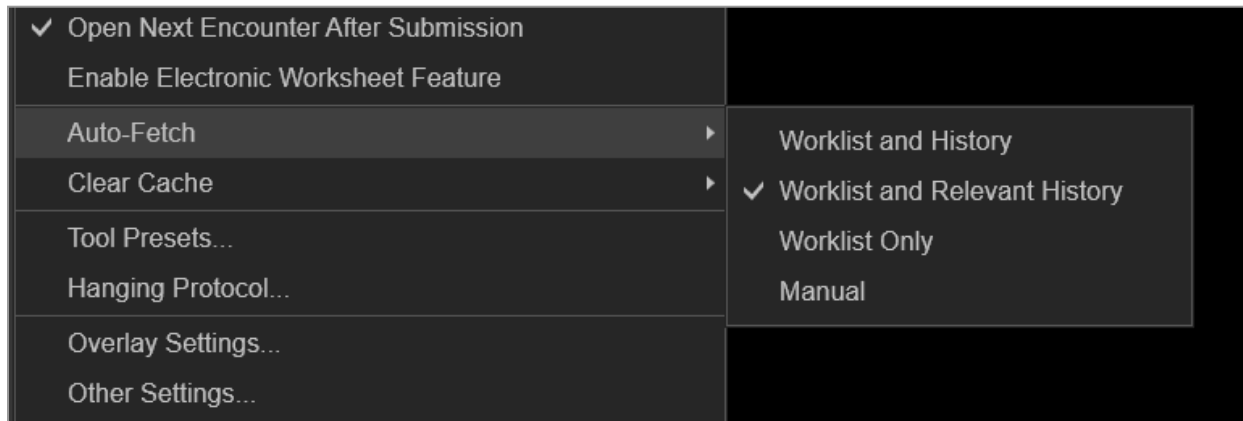 Open Next Encounter After Submission
Enable Electronic Worksheet Feature
Auto-Fetch
Clear Cache
Tool Presets...
Hanging Protocol...
Overlay Settings...
Other Settings...
Worklist and History
Worklist and Relevant History
Worklist Only
Manual